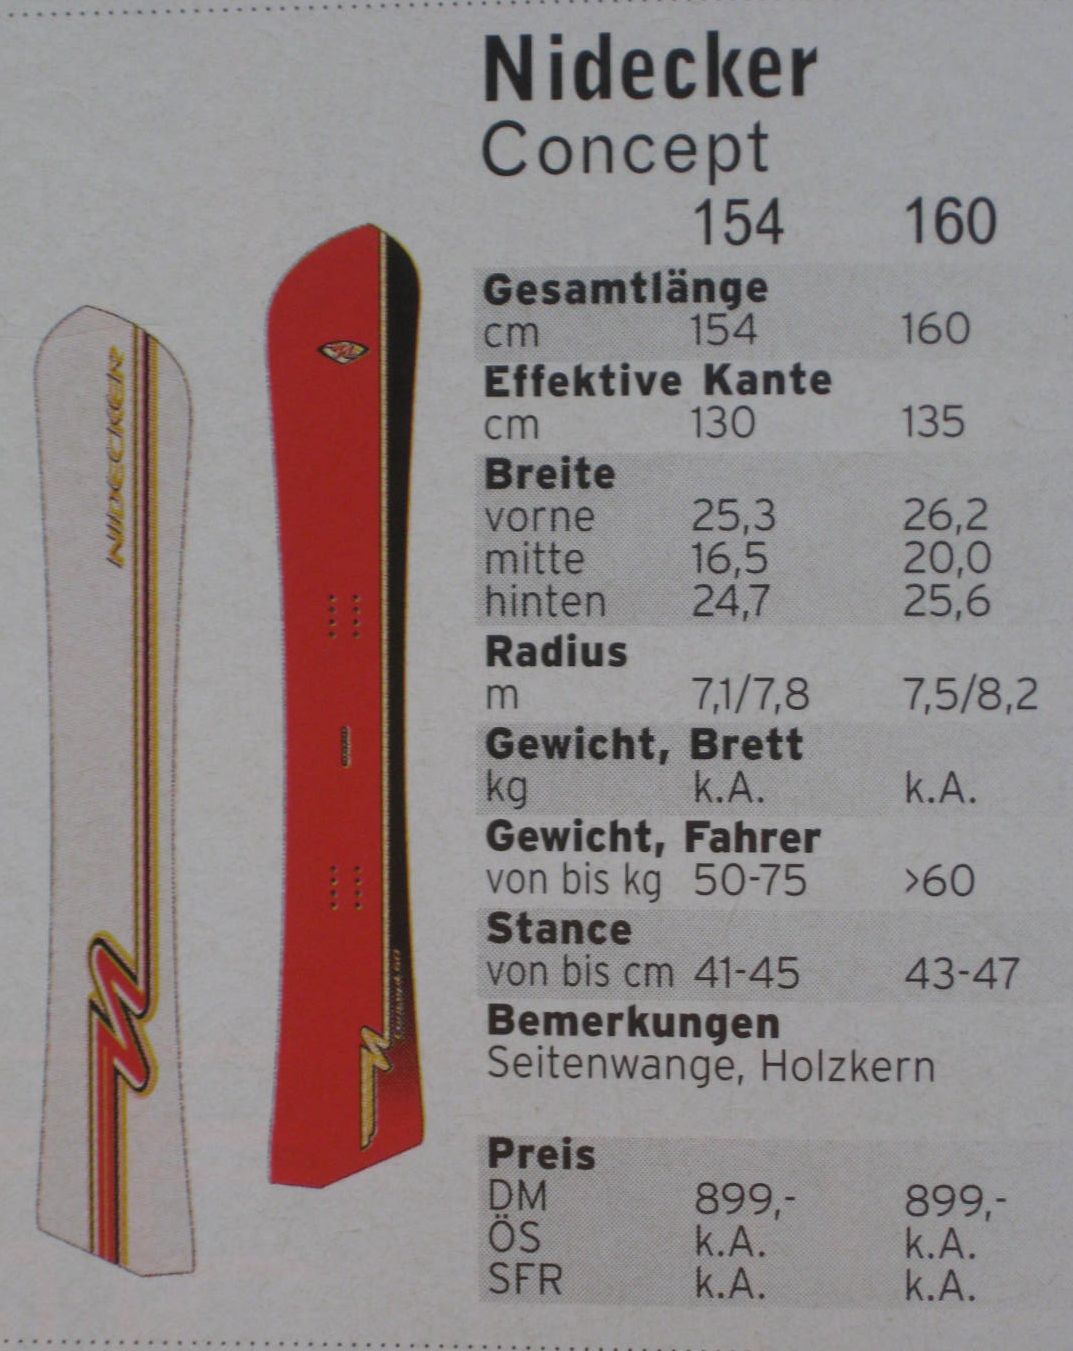 Nidecker
Concept
154 160
Gesamtlänge
cm 154 160
Effektive Kante
cm 130 135
Breite
vorne 25,3 26,2
mitte 16,5 20,0
hinten 24,7 25,6
Radius
m 7,1/7,8 7,5/8,2
Gewicht, Brett
kg k.A. k.A.
Gewicht, Fahrer
von bis kg 50-75 >60
Stance
von bis cm 41-45 43-47
Bemerkungen
Seitenwange, Holzkern
Preis
DM 899,- 899,-
ÖS k.A. k.A.
SFR k.A. k.A.
NIDECKER